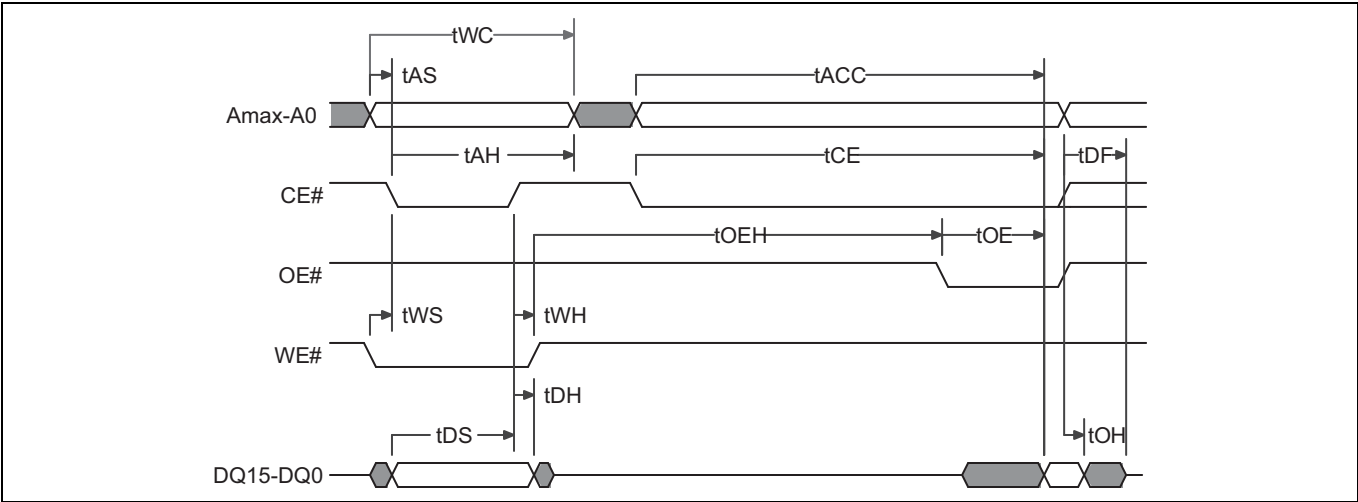 tWC
tAS
tACC
Amax-A0
tAH
tCE
tDF
CE#
tOEH
tOE
OE#
tWS
tWH
WE#
tDH
tDS
tOH
DQ15-DQ0